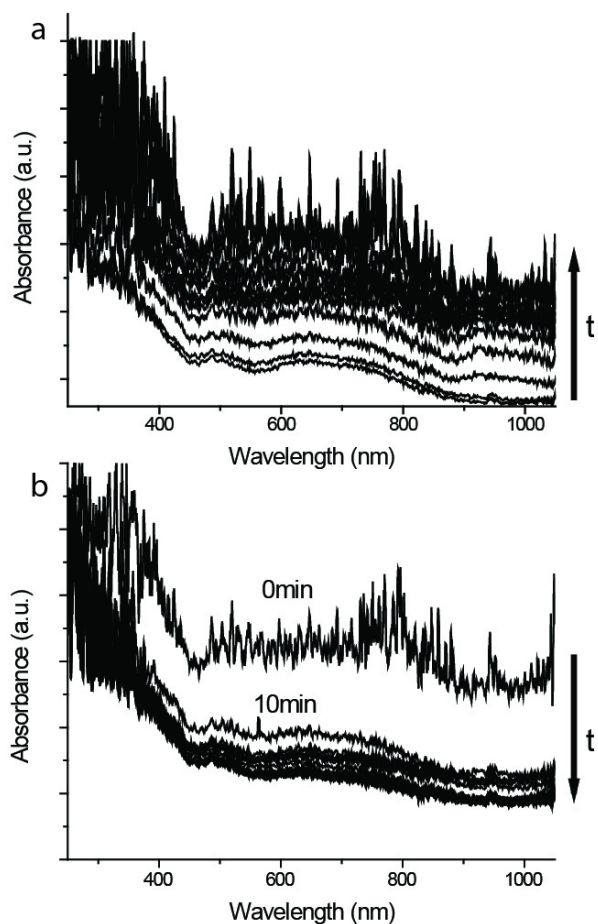 a
Absorbance (a.u.)
t
400 600 800 1000
Wavelength (nm)
b
0min
10min
Absorbance (a.u.)
t
400 600 800 1000
Wavelength (nm)